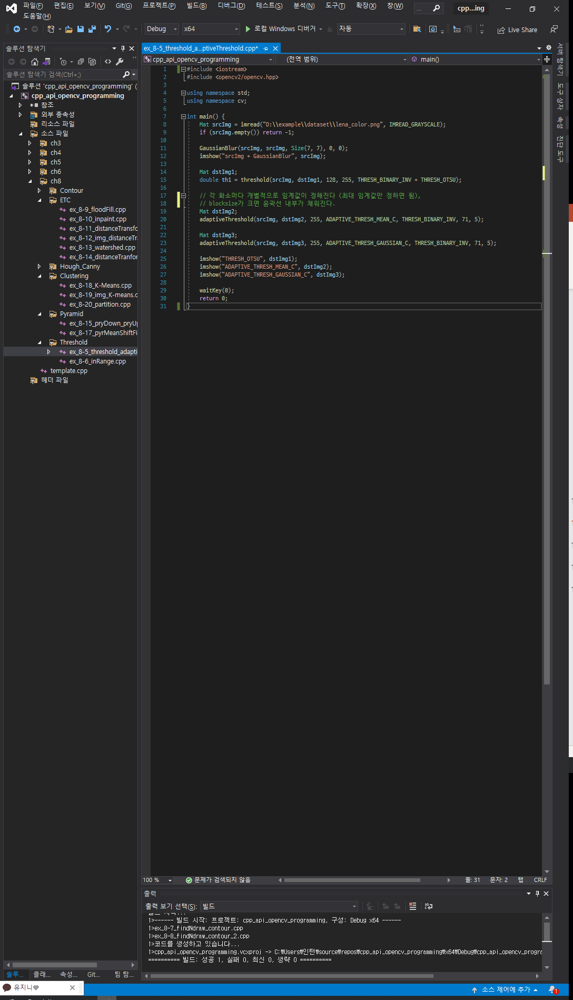 파일(F) 편집(E) 보기(V) Git(G) 프로젝트(P) 빌드(B) 디버그(D) 테스트(S) 분석(N) 도구(T) 확장(X) 창(W) ... cpp...ing
도움말(H)
Debug x64 로컬 Windows 디버거 자동 Live Share
솔루션 탐색기
솔루션 탐색기 검색(Ctrl+;)
솔루션 'cpp_api_opencv_programming' (
cpp_api_opencv_programming
참조
외부 종속성
리소스 파일
소스 파일
ch3
ch4
ch5
ch6
ch8
Contour
ETC
ex_8-9_floodFill.cpp
ex_8-10_inpaint.cpp
ex_8-11_distanceTransfo
ex_8-12_img_distanceTr
ex_8-13_watershed.cpp
ex_8-14_distanceTranfor
Hough_Canny
Clustering
ex_8-18_K-Means.cpp
ex_8-19_img_K-means.c
ex_8-20_partition.cpp
Pyramid
ex_8-15_pryDown_pryU
ex_8-17_pyrMeanShiftFi
Threshold
ex_8-5_threshold_adapti
ex_8-6_inRange.cpp
template.cpp
헤더 파일
솔루... 클래... 속성... Git... 팀 탐...
ex_8-5_threshold_a...ptiveThreshold.cpp*
cpp_api_opencv_programming (전역 범위) main()
1 #include <iostream>
2 #include <opencv2/opencv.hpp>
3
4 using namespace std;
5 using namespace cv;
6
7 int main() {
8 Mat srcImg = imread("D:\\example\\dataset\\lena_color.png", IMREAD_GRAYSCALE);
9 if (srcImg.empty()) return -1;
10
11 GaussianBlur(srcImg, srcImg, Size(7, 7), 0, 0);
12 imshow("srcImg + GaussianBlur", srcImg);
13
14 Mat dstImg1;
15 double th1 = threshold(srcImg, dstImg1, 128, 255, THRESH_BINARY_INV + THRESH_OTSU);
16
17 // 각 화소마다 개별적으로 임계값이 정해진다 (최대 임계값만 정하면 됨),
18 // blocksize가 크면 윤곽선 내부가 채워진다.
19 Mat dstImg2;
20 adaptiveThreshold(srcImg, dstImg2, 255, ADAPTIVE_THRESH_MEAN_C, THRESH_BINARY_INV, 71, 5);
21
22 Mat dstImg3;
23 adaptiveThreshold(srcImg, dstImg3, 255, ADAPTIVE_THRESH_GAUSSIAN_C, THRESH_BINARY_INV, 71, 5);
24
25 imshow("THRESH_OTSU", dstImg1);
26 imshow("ADAPTIVE_THRESH_MEAN_C", dstImg2);
27 imshow("ADAPTIVE_THRESH_GAUSSIAN_C", dstImg3);
28
29 waitKey(0);
30 return 0;
31 }
서버 탐색기
도구 상자
속성
진단 도구
100 % 문제가 검색되지 않음 줄: 31 문자: 2 탭 CRLF
출력
출력 보기 선택(S): 빌드
1>------ 빌드 시작: 프로젝트: cpp_api_opencv_programming, 구성: Debug x64 ------
1>ex_8-7_findNdraw_contour.cpp
1>ex_8-8_findNdraw_contour_2.cpp
1>코드를 생성하고 있습니다...
1>cpp_api_opencv_programming.vcxproj -> C:\Users\인턴\source\repos\cpp_api_opencv_programming\x64\Debug\cpp_api_opencv_progra
========== 빌드: 성공 1, 실패 0, 최신 0, 생략 0 ==========
유지니
소스 제어에 추가 1